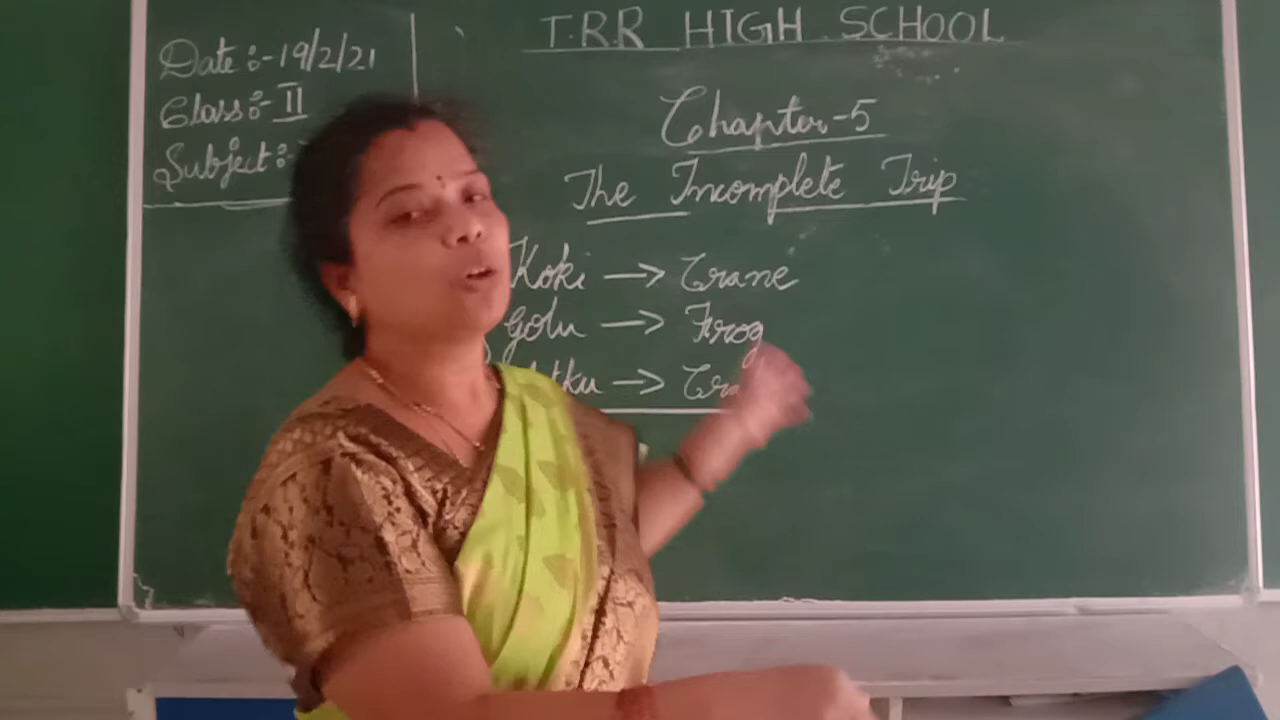 T.R.R HIGH SCHOOL
Date :- 19/2/21
Class :- II
Subject :-
Chapter-5
The Incomplete Trip
Koki → Crane
Golu → Frog
→